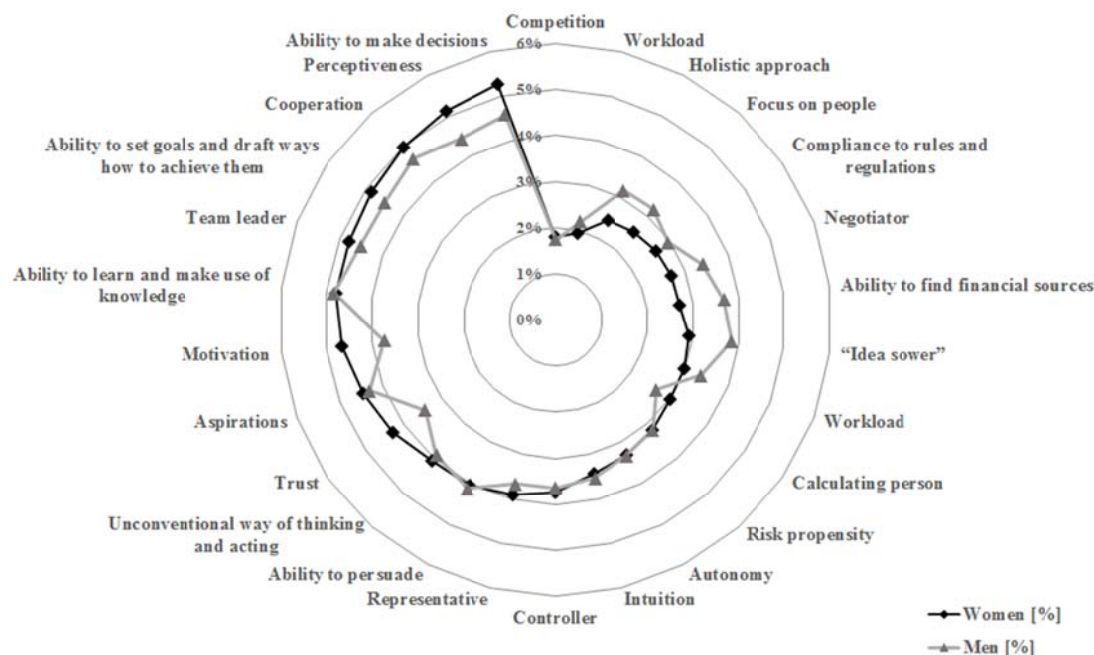 Competition
Workload
Holistic approach
Focus on people
Compliance to rules and
regulations
Negotiator
Ability to find financial sources
“Idea sower”
Workload
Calculating person
Risk propensity
Autonomy
Intuition
Controller
Representative
Ability to persuade
Unconventional way of thinking
and acting
Trust
Aspirations
Motivation
Ability to learn and make use of
knowledge
Team leader
Ability to set goals and draft ways
how to achieve them
Cooperation
Perceptiveness
Ability to make decisions
6%
5%
4%
3%
2%
1%
0%
Women [%]
Men [%]